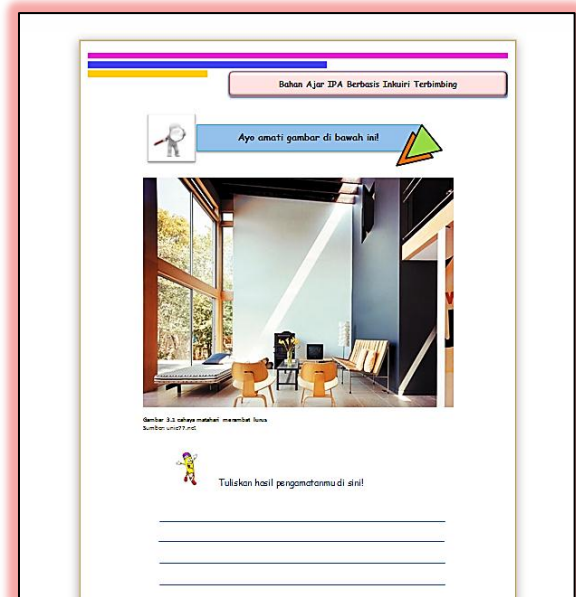 Bahan Ajar IPA Berbasis Inkuiri Terbimbing
Ayo amati gambar di bawah ini!
Gambar 3.1 cahaya matahari merambat lurus
Sumber: unic77.net
Tuliskan hasil pengamatanmu di sini!